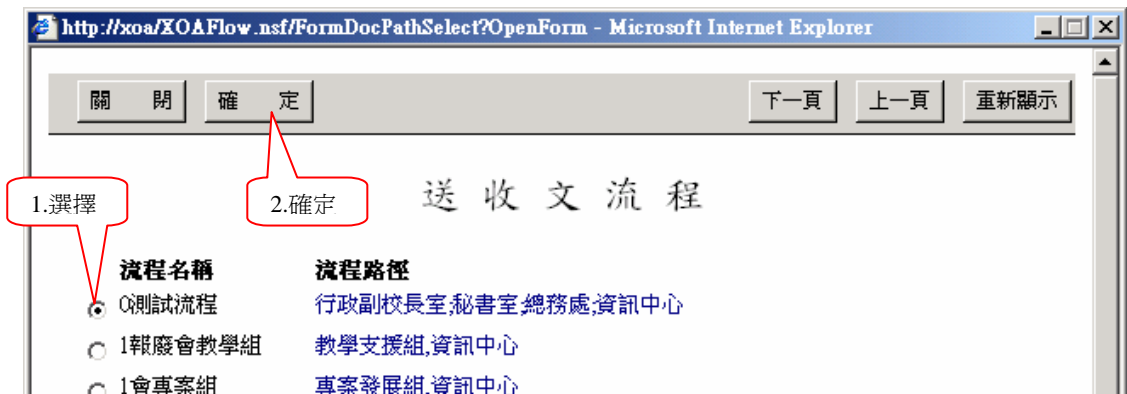 http://xoa/XOAFlow.nsf/FormDocPathSelect?OpenForm - Microsoft Internet Explorer
關 閉 確 定 下一頁 上一頁 重新顯示
1.選擇 2.確定 送收文流程
流程名稱 流程路徑
0測試流程 行政副校長室;秘書室;總務處;資訊中心
1報廢會教學組 教學支援組,資訊中心
1會專案組 專案發展組,資訊中心